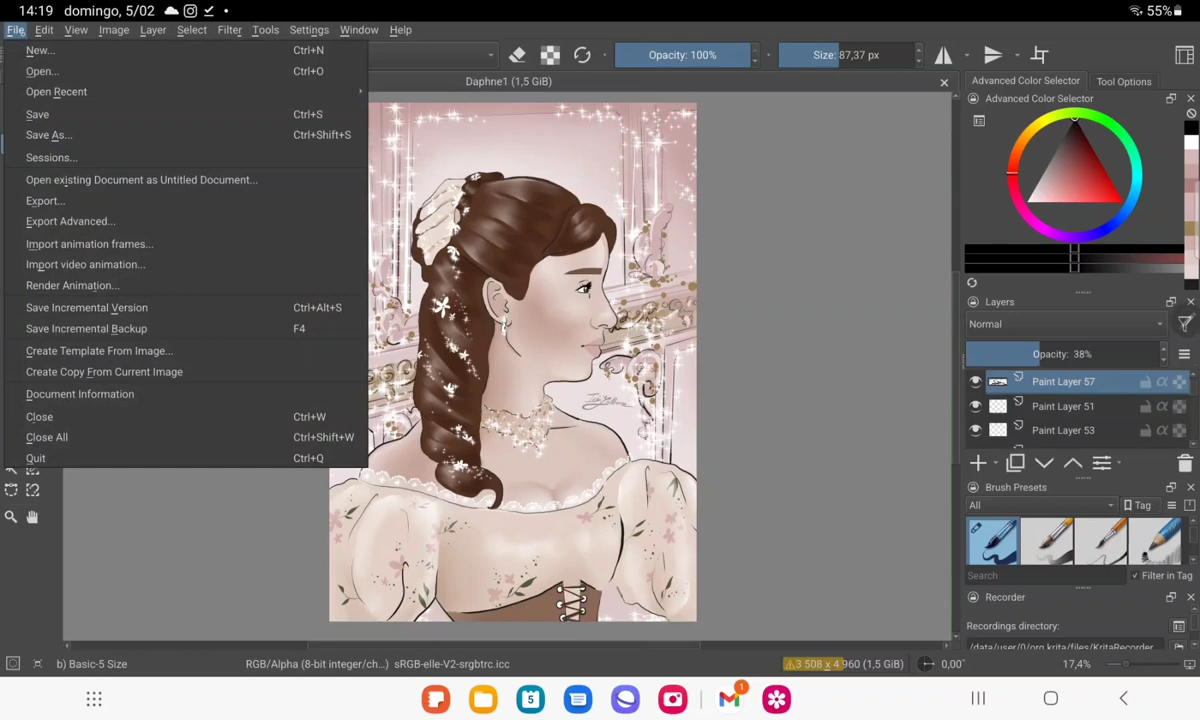 14:19 domingo, 5/02
55%
File Edit View Image Layer Select Filter Tools Settings Window Help
New... Ctrl+N
Open... Ctrl+O
Open Recent
Save Ctrl+S
Save As... Ctrl+Shift+S
Sessions...
Open existing Document as Untitled Document...
Export...
Export Advanced...
Import animation frames...
Import video animation...
Render Animation...
Save Incremental Version Ctrl+Alt+S
Save Incremental Backup F4
Create Template From Image...
Create Copy From Current Image
Document Information
Close Ctrl+W
Close All Ctrl+Shift+W
Quit Ctrl+Q
Opacity: 100%
Size: 87,37 px
Daphne1 (1,5 GiB)
Advanced Color Selector
Tool Options
Advanced Color Selector
Layers
Normal
Opacity: 38%
Paint Layer 57
Paint Layer 51
Paint Layer 53
Brush Presets
All
Tag
Search
Filter in Tag
Recorder
Recordings directory:
/data/user/0/org.krita/files/KritaRecorder
b) Basic-5 Size
RGB/Alpha (8-bit integer/ch...) sRGB-elle-V2-srgbtrc.icc
3 508 x 4 960 (1,5 GiB)
0,00°
17,4%
5
1